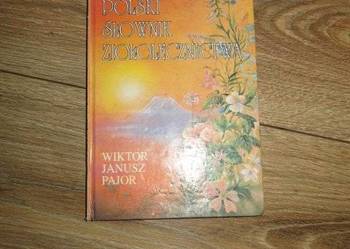 POLSKI
SŁOWNIK
ZIOŁOLECZNICTWA
WIKTOR
JANUSZ
PAJOR